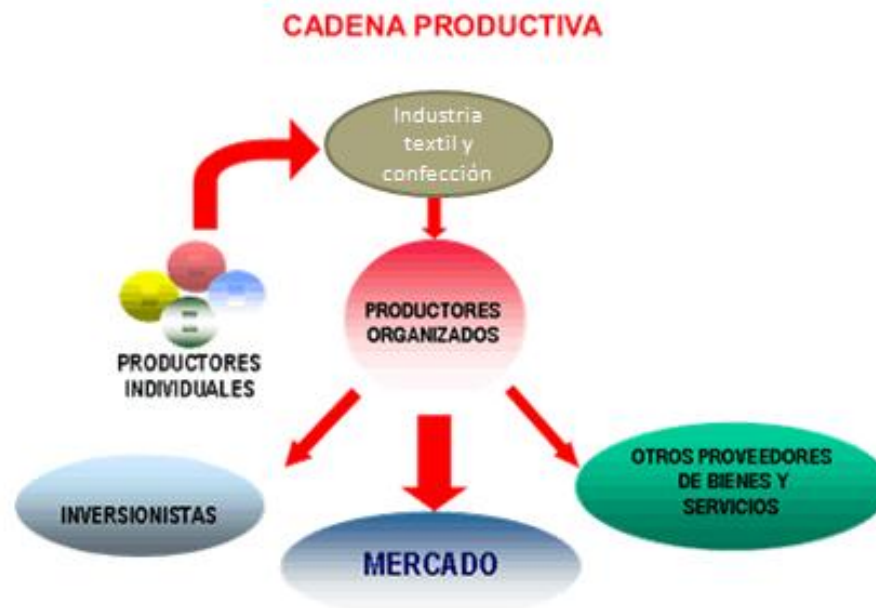 CADENA PRODUCTIVA
Industria
textil y
confección
PRODUCTORES
ORGANIZADOS
PRODUCTORES
INDIVIDUALES
INVERSIONISTAS
MERCADO
OTROS PROVEEDORES
DE BIENES Y
SERVICIOS